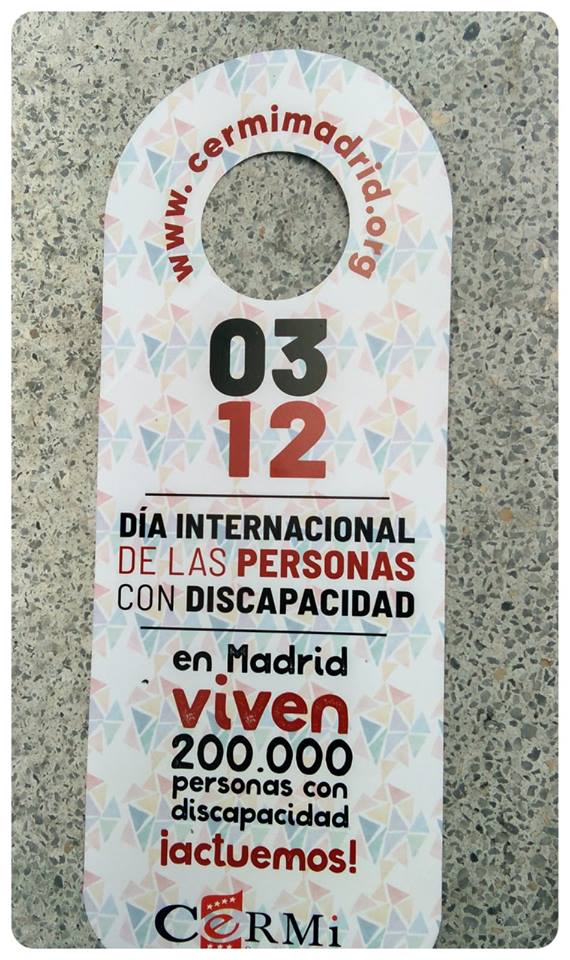 www.cermimadrid.org
03
12
DÍA INTERNACIONAL
DE LAS PERSONAS
CON DISCAPACIDAD
en Madrid
viven
200.000
personas con
discapacidad
¡actuemos!
CeRMi